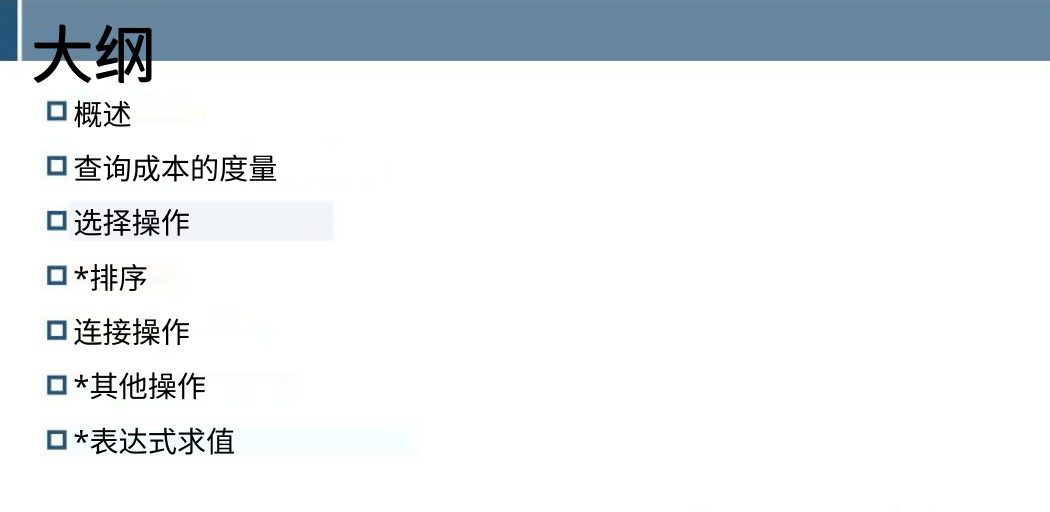 大纲
概述
查询成本的度量
选择操作
*排序
连接操作
*其他操作
*表达式求值